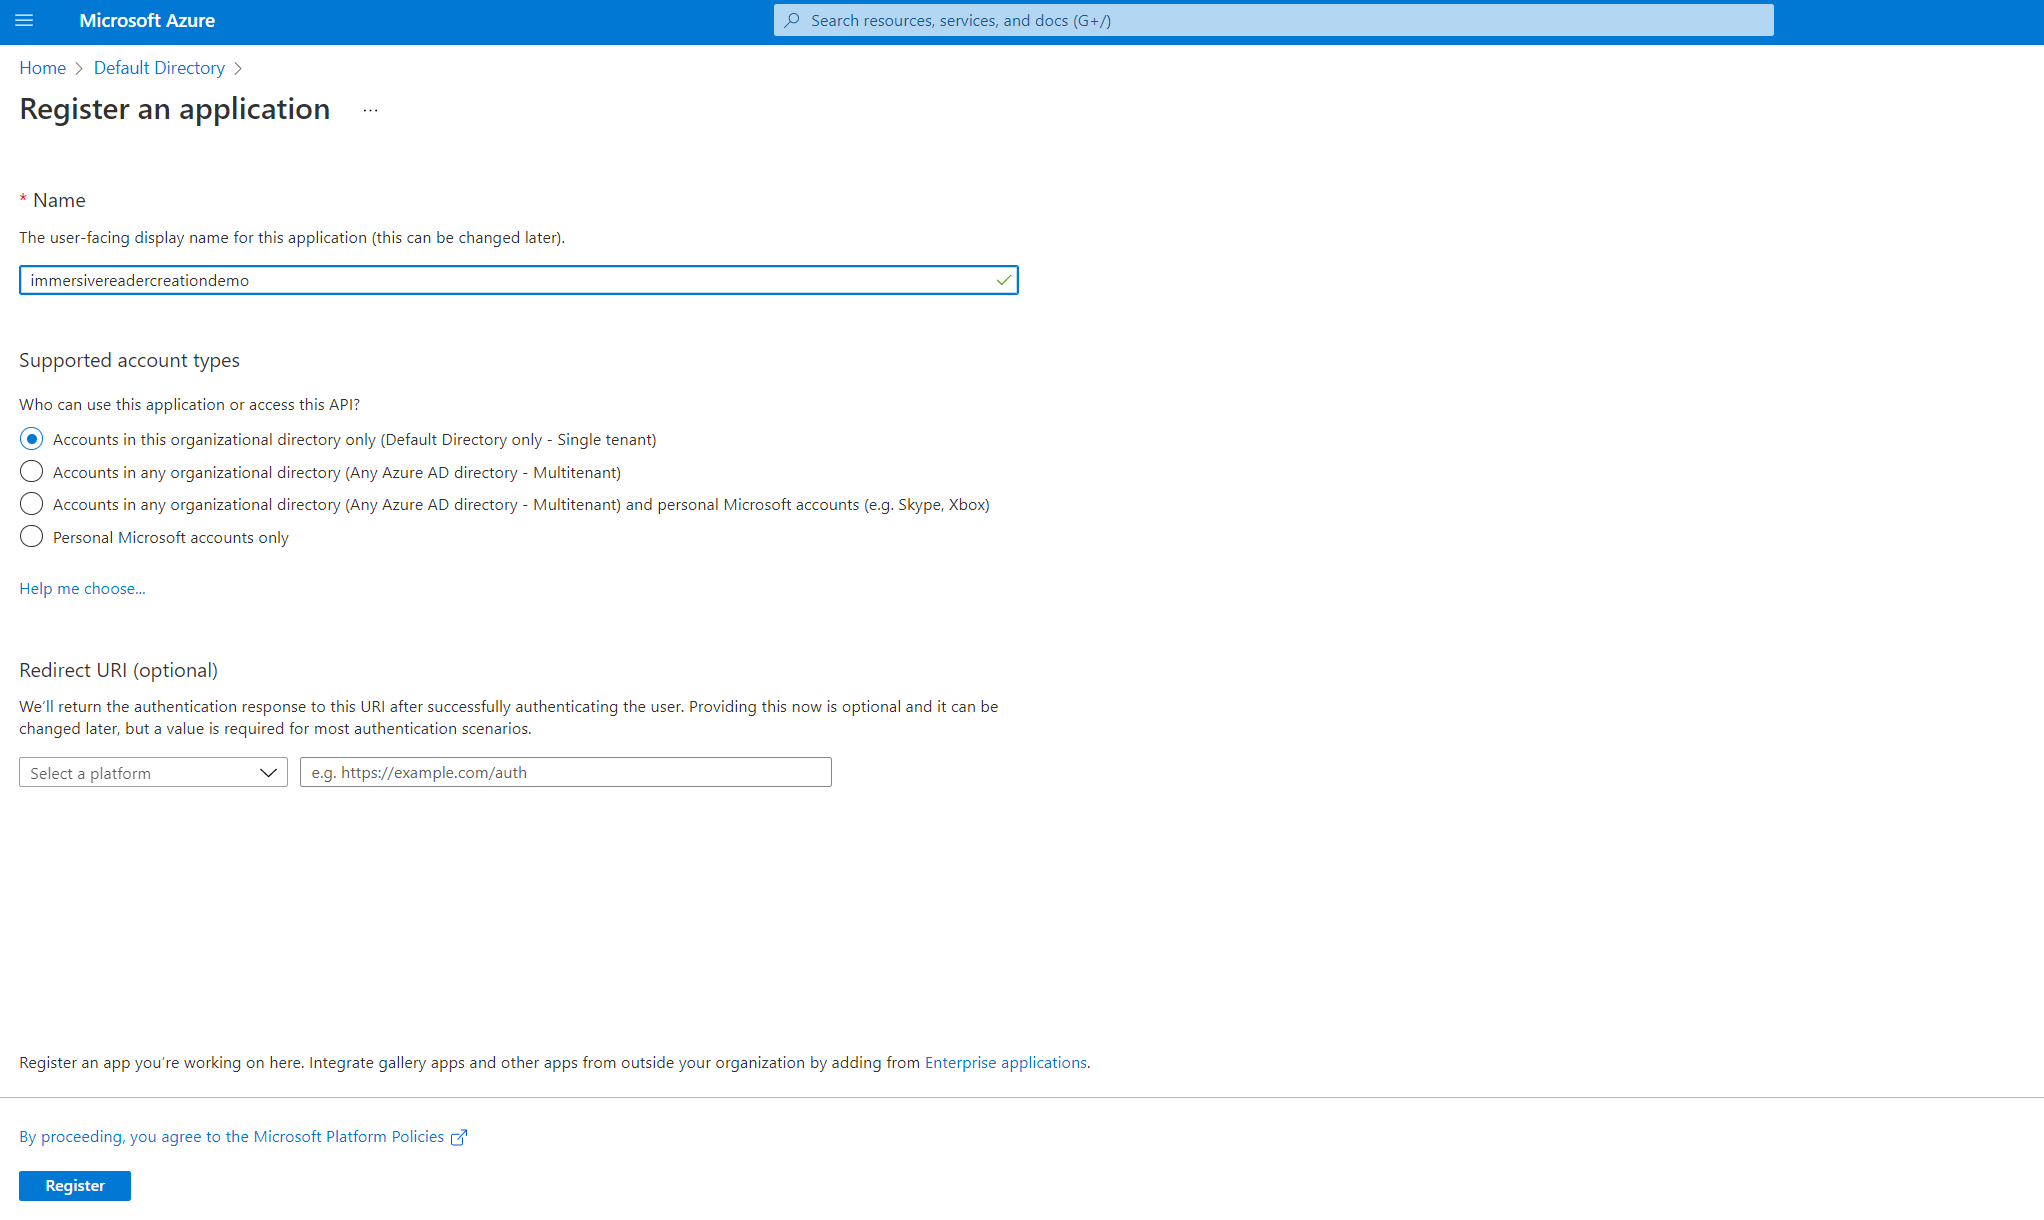 Microsoft Azure
Search resources, services, and docs (G+/)
Home > Default Directory >
Register an application ...
* Name
The user-facing display name for this application (this can be changed later).
immersivereadercreationdemo
Supported account types
Who can use this application or access this API?
Accounts in this organizational directory only (Default Directory only - Single tenant)
Accounts in any organizational directory (Any Azure AD directory - Multitenant)
Accounts in any organizational directory (Any Azure AD directory - Multitenant) and personal Microsoft accounts (e.g. Skype, Xbox)
Personal Microsoft accounts only
Help me choose...
Redirect URI (optional)
We'll return the authentication response to this URI after successfully authenticating the user. Providing this now is optional and it can be
changed later, but a value is required for most authentication scenarios.
Select a platform
e.g. https://example.com/auth
Register an app you're working on here. Integrate gallery apps and other apps from outside your organization by adding from Enterprise applications.
By proceeding, you agree to the Microsoft Platform Policies
Register